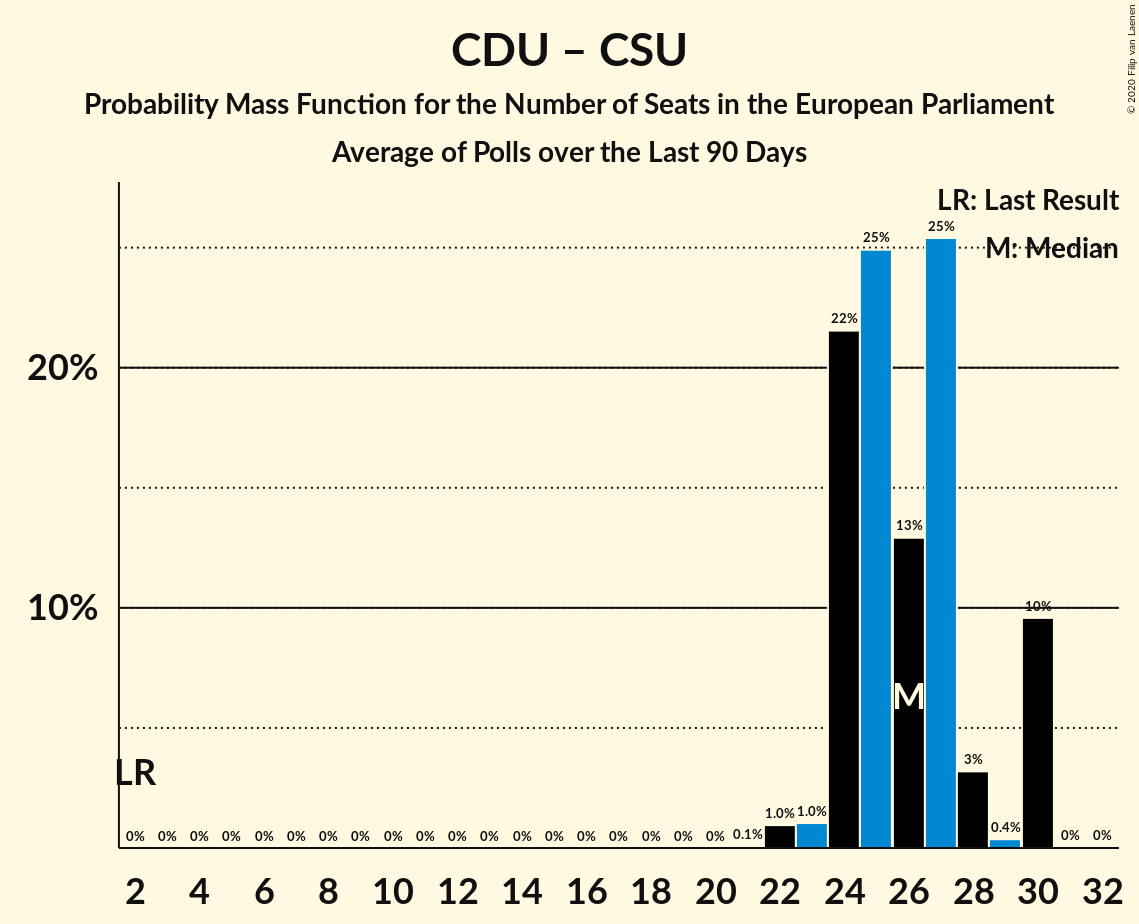 CDU – CSU
Probability Mass Function for the Number of Seats in the European Parliament
Average of Polls over the Last 90 Days
© 2020 Filip van Laenen
LR: Last Result
M: Median
20%
10%
0% 0% 0% 0% 0% 0% 0% 0% 0% 0% 0% 0% 0% 0% 0% 0% 0% 0% 0% 0.1% 1.0% 1.0% 22% 25% 13% 25% 3% 0.4% 10% 0% 0%
LR
M
2 4 6 8 10 12 14 16 18 20 22 24 26 28 30 32